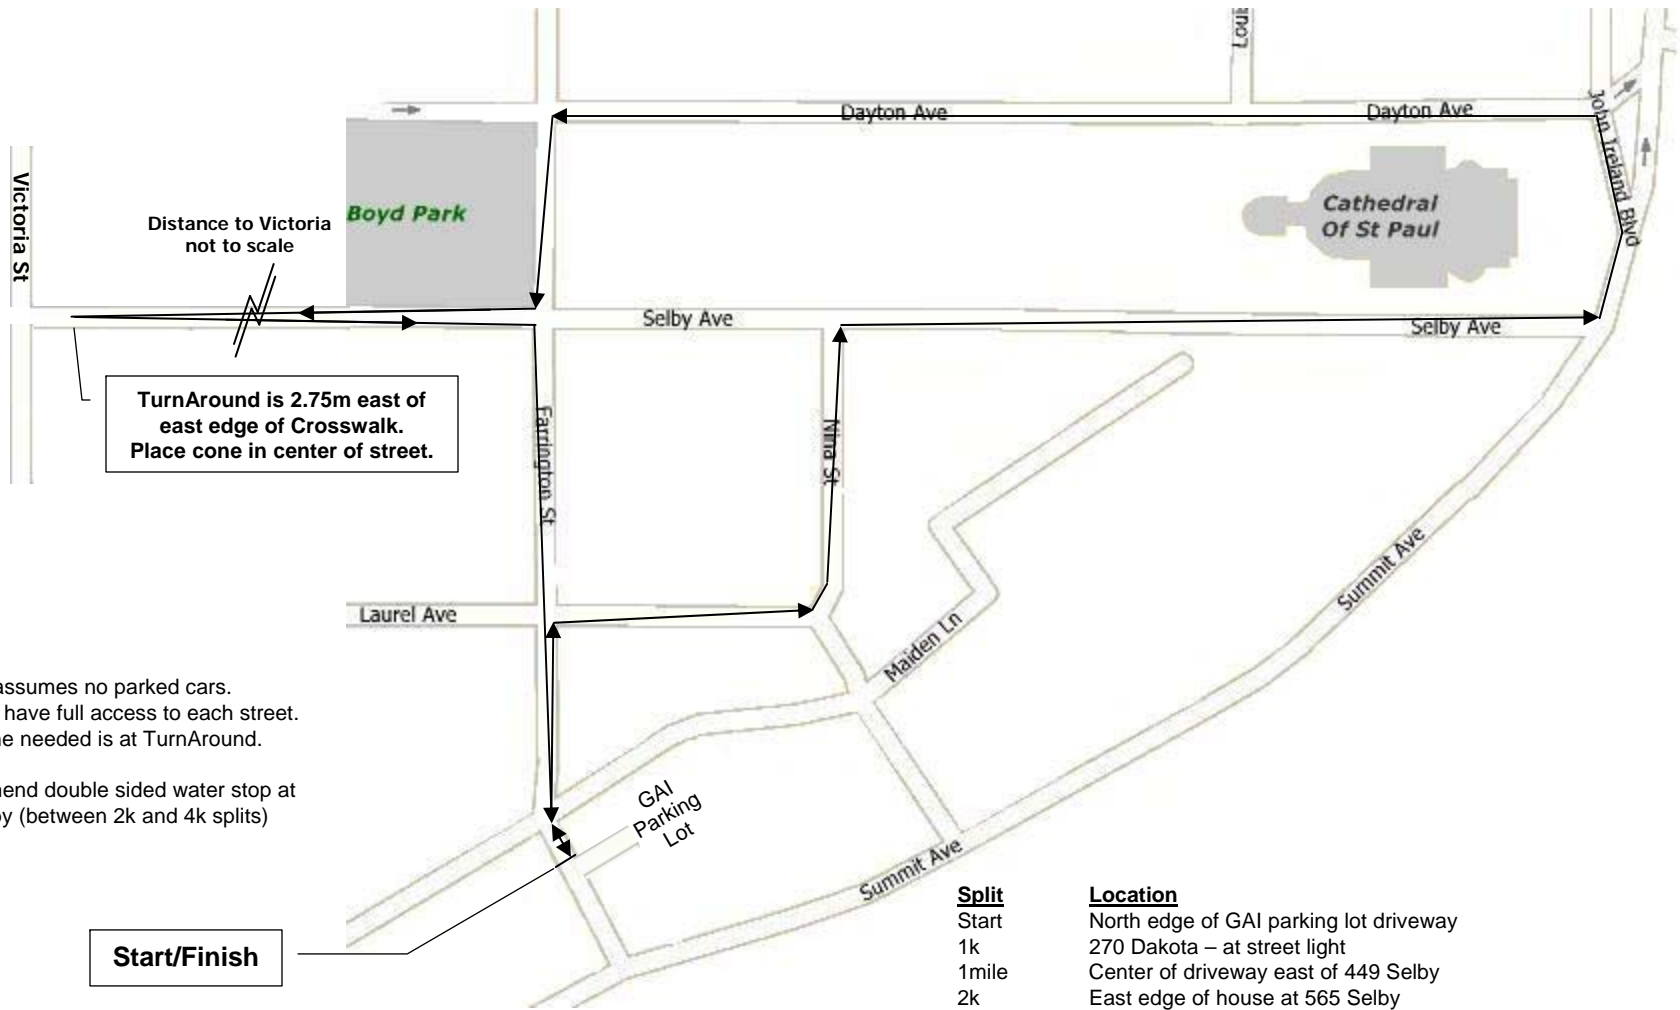 Dayton Ave
Dayton Ave
John Ireland Blvd
Victoria St
Distance to Victoria
not to scale
Boyd Park
Cathedral
Of St Paul
Selby Ave
Selby Ave
TurnAround is 2.75m east of
east edge of Crosswalk.
Place cone in center of street.
Farrington St
Nina St
Laurel Ave
Maiden Ln
Summit Ave
assumes no parked cars.
have full access to each street.
needed is at TurnAround.
double sided water stop at
(between 2k and 4k splits)
GAI
Parking
Lot
Summit Ave
Start/Finish
Split Location
Start North edge of GAI parking lot driveway
1k 270 Dakota – at street light
1mile Center of driveway east of 449 Selby
2k East edge of house at 565 Selby